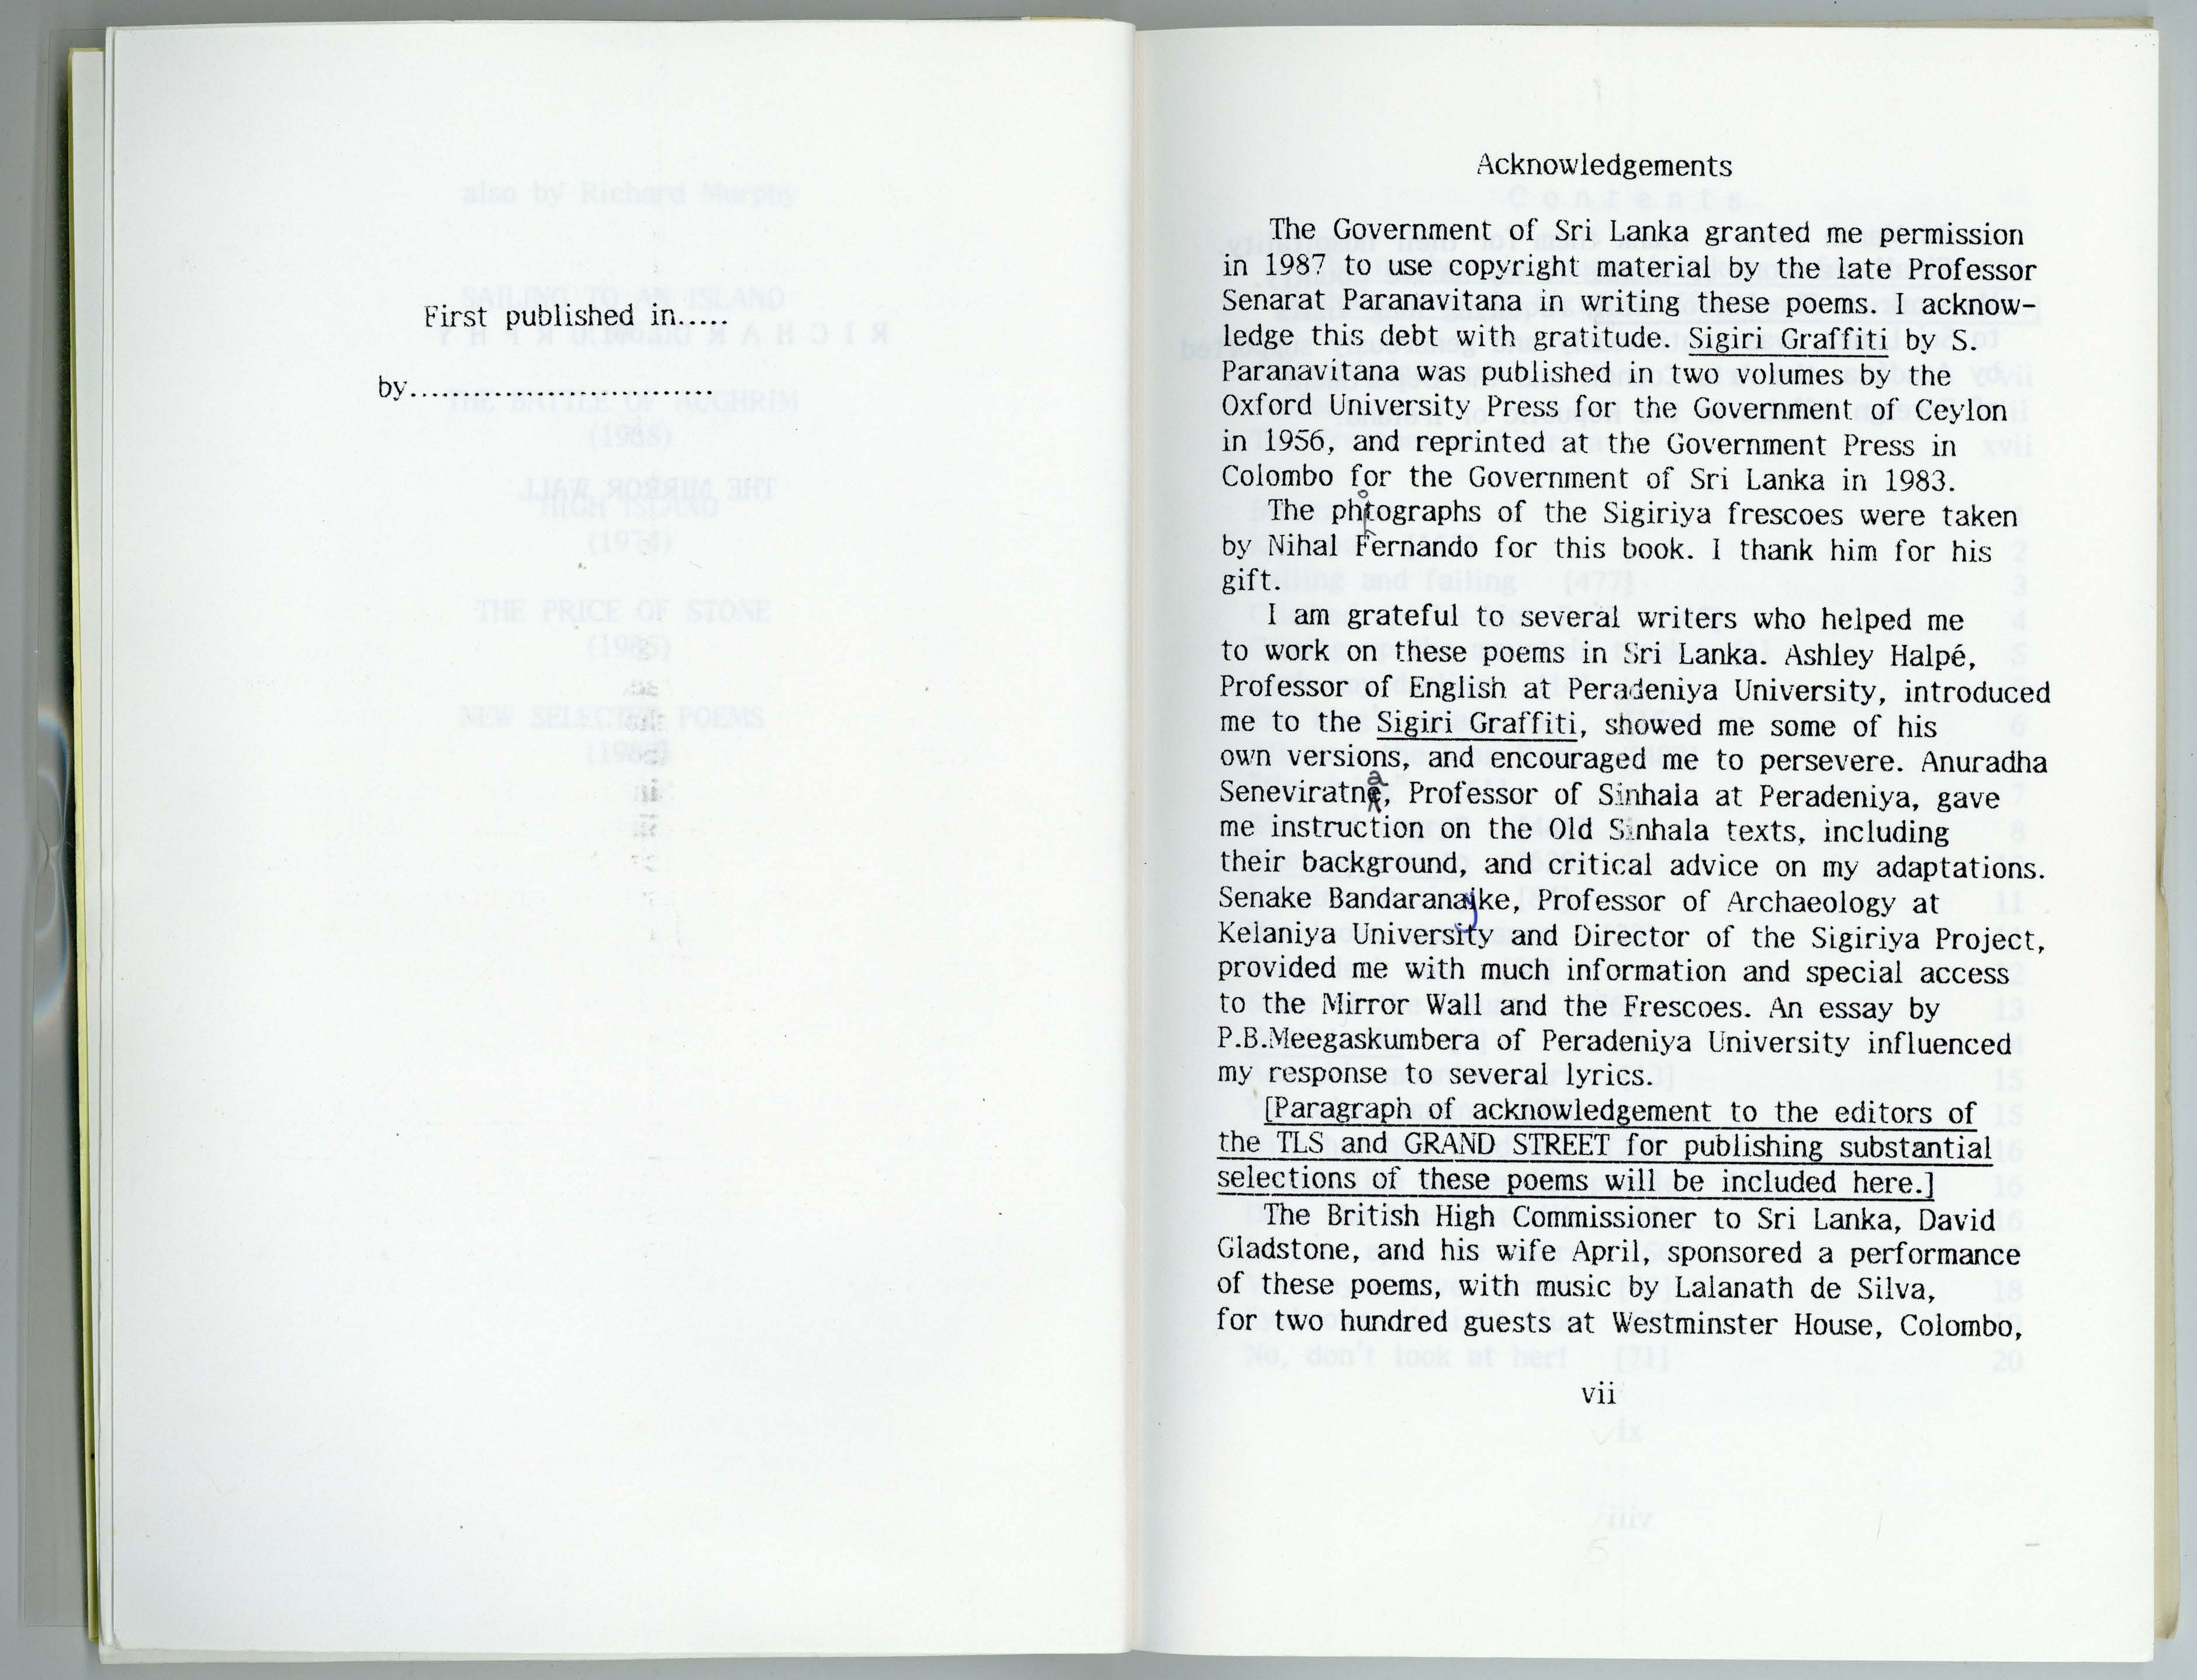 First published in.....
by..............................
Acknowledgements
The Government of Sri Lanka granted me permission
in 1987 to use copyright material by the late Professor
Senarat Paranavitana in writing these poems. I acknow-
ledge this debt with gratitude. Sigiri Graffiti by S.
Paranavitana was published in two volumes by the
Oxford University Press for the Government of Ceylon
in 1956, and reprinted at the Government Press in
Colombo for the Government of Sri Lanka in 1983.
The photographs of the Sigiriya frescoes were taken
by Nihal Fernando for this book. I thank him for his
gift.
I am grateful to several writers who helped me
to work on these poems in Sri Lanka. Ashley Halpé,
Professor of English at Peradeniya University, introduced
me to the Sigiri Graffiti, showed me some of his
own versions, and encouraged me to persevere. Anuradha
Seneviratna, Professor of Sinhala at Peradeniya, gave
me instruction on the Old Sinhala texts, including
their background, and critical advice on my adaptations.
Senake Bandaranayke, Professor of Archaeology at
Kelaniya University and Director of the Sigiriya Project,
provided me with much information and special access
to the Mirror Wall and the Frescoes. An essay by
P.B.Meegaskumbera of Peradeniya University influenced
my response to several lyrics.
[Paragraph of acknowledgement to the editors of
the TLS and GRAND STREET for publishing substantial
selections of these poems will be included here.]
The British High Commissioner to Sri Lanka, David
Gladstone, and his wife April, sponsored a performance
of these poems, with music by Lalanath de Silva,
for two hundred guests at Westminster House, Colombo,
vii